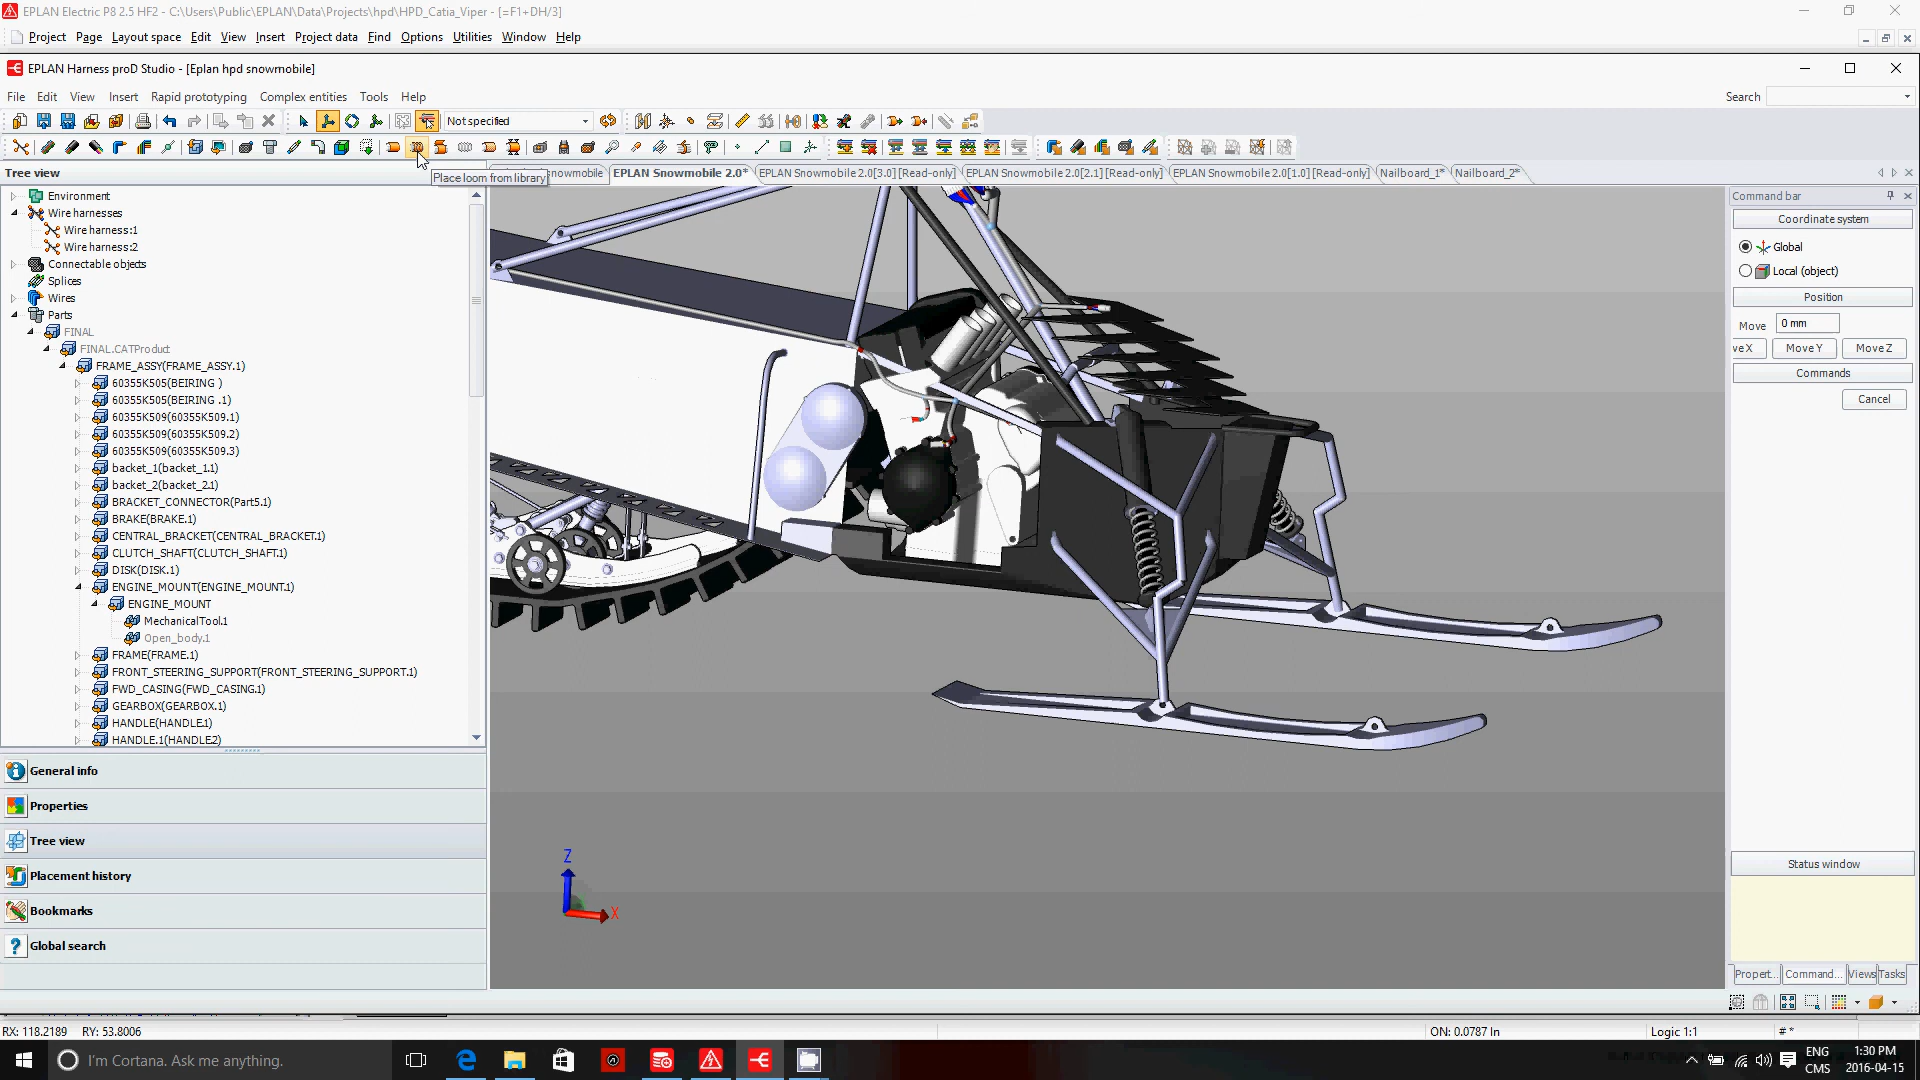 EPLAN Electric P8 2.5 HF2 - C:\Users\Public\EPLAN\Data\Projects\hpd\HPD_Catia_Viper - [=F1+DH/3]
Project Page Layout space Edit View Insert Project data Find Options Utilities Window Help
EPLAN Harness proD Studio - [Eplan hpd snowmobile]
File Edit View Insert Rapid prototyping Complex entities Tools Help Search
Not specified
Tree view
Place loom from library
snowmobile EPLAN Snowmobile 2.0* EPLAN Snowmobile 2.0[3.0] [Read-only] EPLAN Snowmobile 2.0[2.1] [Read-only] EPLAN Snowmobile 2.0[1.0] [Read-only] Nailboard_1* Nailboard_2*
Environment
Wire harnesses
Wire harness:1
Wire harness:2
Connectable objects
Splices
Wires
Parts
FINAL
FINAL.CATProduct
FRAME_ASSY(FRAME_ASSY.1)
60355K505(BEIRING )
60355K505(BEIRING .1)
60355K509(60355K509.1)
60355K509(60355K509.2)
60355K509(60355K509.3)
backet_1(backet_1.1)
backet_2(backet_2.1)
BRACKET_CONNECTOR(Part5.1)
BRAKE(BRAKE.1)
CENTRAL_BRACKET(CENTRAL_BRACKET.1)
CLUTCH_SHAFT(CLUTCH_SHAFT.1)
DISK(DISK.1)
ENGINE_MOUNT(ENGINE_MOUNT.1)
ENGINE_MOUNT
MechanicalTool.1
Open_body.1
FRAME(FRAME.1)
FRONT_STEERING_SUPPORT(FRONT_STEERING_SUPPORT.1)
FWD_CASING(FWD_CASING.1)
GEARBOX(GEARBOX.1)
HANDLE(HANDLE.1)
HANDLE.1(HANDLE.2)
General info
Properties
Tree view
Placement history
Bookmarks
Global search
Z
X
Command bar
Coordinate system
Global
Local (object)
Position
Move 0 mm
ve X Move Y Move Z
Commands
Cancel
Status window
Propert... Command... Views Tasks
RX: 118.2189 RY: 53.8006 ON: 0.0787 In Logic 1:1 # *
I'm Cortana. Ask me anything.
ENG 1:30 PM
CMS 2016-04-15